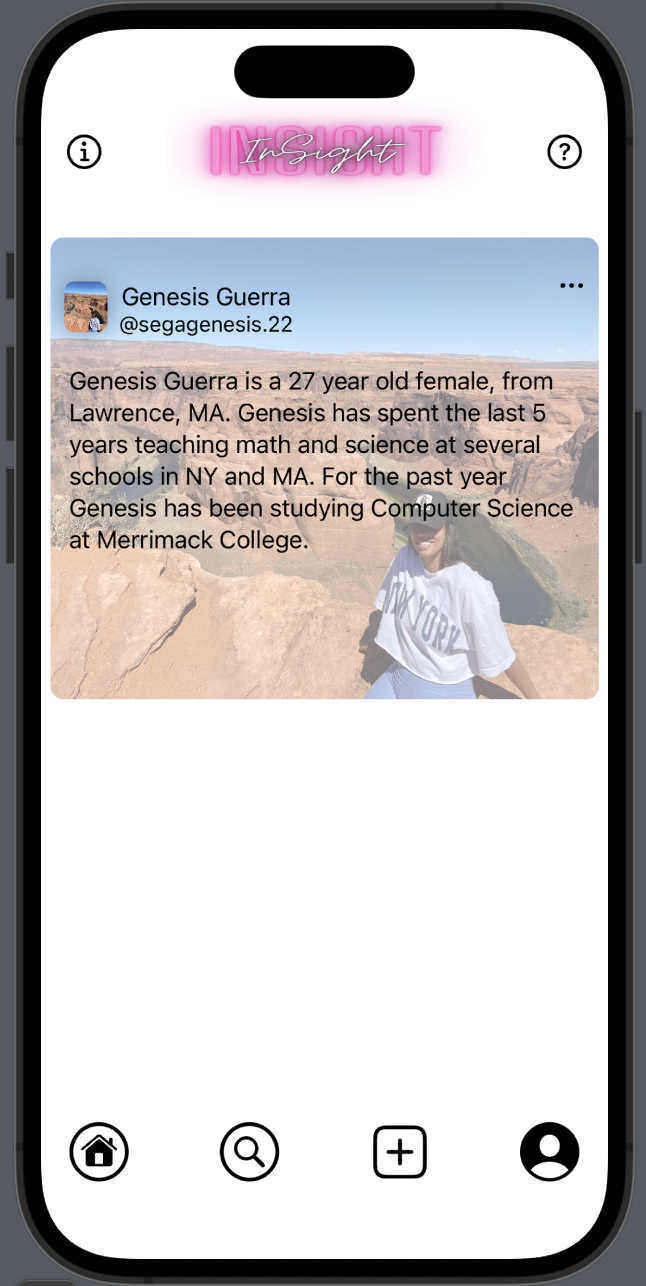 INSIGHT
InSight
Genesis Guerra
@segagenesis.22
Genesis Guerra is a 27 year old female, from
Lawrence, MA. Genesis has spent the last 5
years teaching math and science at several
schools in NY and MA. For the past year
Genesis has been studying Computer Science
at Merrimack College.
YORK